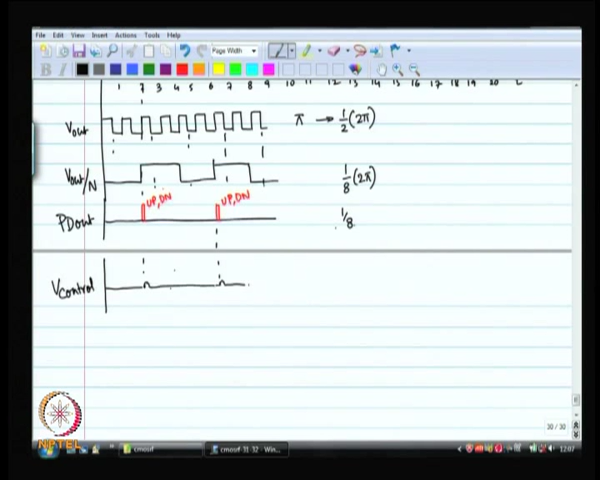 File Edit View Insert Actions Tools Help
Page Width
1 2 3 4 5 6 7 8 9 10 11 12 13 14 15 16 17 18 19 20 t
Vout π → 1/2 (2π)
Vout/N 1/8 (2π)
UP,DN UP,DN
PDout 1/8
Vcontrol
30 / 30
NPTEL
cmosrf
cmosrf-31-32 - Win...
12:07